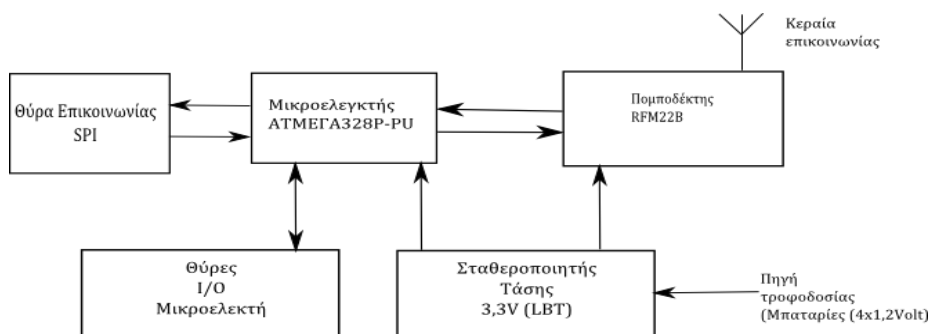 Κεραία
επικοινωνίας
Θύρα Επικοινωνίας
SPI
Μικροελεγκτής
ΑΤΜΕΓΑ328P-PU
Πομποδέκτης
RFM22B
Θύρες
I/O
Μικροελεκτή
Σταθεροποιητής
Τάσης
3,3V (LBT)
Πηγή
τροφοδοσίας
(Μπαταρίες (4x1,2Volt)